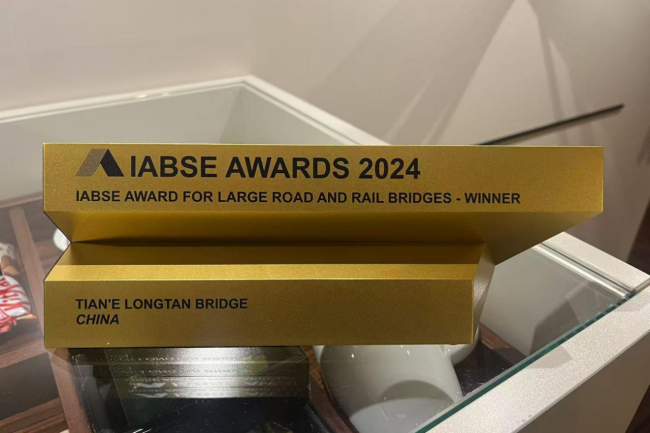 IABSE AWARDS 2024
IABSE AWARD FOR LARGE ROAD AND RAIL BRIDGES - WINNER
TIAN'E LONGTAN BRIDGE
CHINA